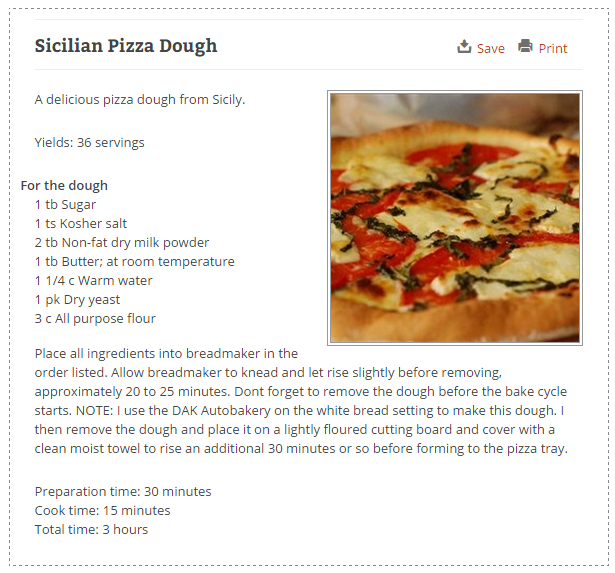 Sicilian Pizza Dough
Save Print
A delicious pizza dough from Sicily.
Yields: 36 servings
For the dough
1 tb Sugar
1 ts Kosher salt
2 tb Non-fat dry milk powder
1 tb Butter; at room temperature
1 1/4 c Warm water
1 pk Dry yeast
3 c All purpose flour
Place all ingredients into breadmaker in the
order listed. Allow breadmaker to knead and let rise slightly before removing,
approximately 20 to 25 minutes. Dont forget to remove the dough before the bake cycle
starts. NOTE: I use the DAK Autobakery on the white bread setting to make this dough. I
then remove the dough and place it on a lightly floured cutting board and cover with a
clean moist towel to rise an additional 30 minutes or so before forming to the pizza tray.
Preparation time: 30 minutes
Cook time: 15 minutes
Total time: 3 hours